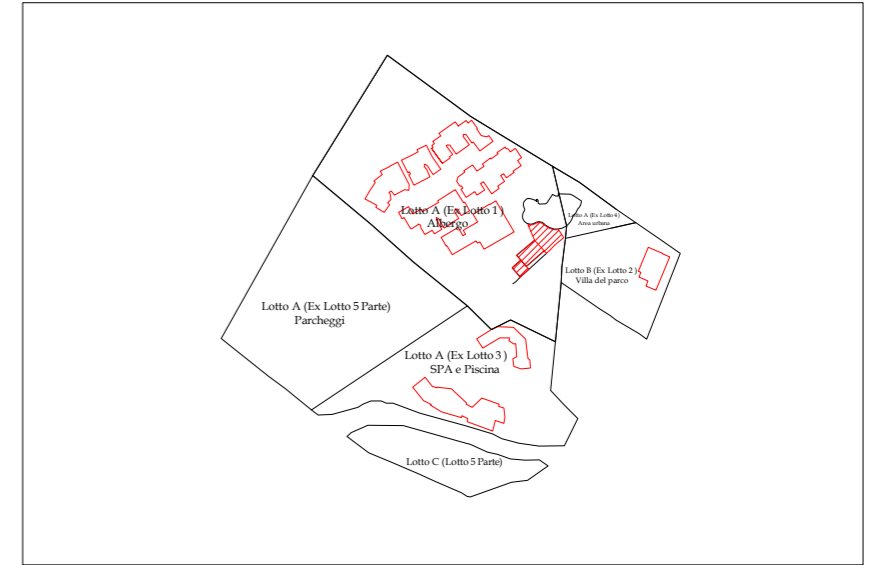 Lotto A (Ex Lotto 1)
Albergo
Lotto A (Ex Lotto 4)
Area urbana
Lotto B (Ex Lotto 2)
Villa del parco
Lotto A (Ex Lotto 5 Parte)
Parcheggi
Lotto A (Ex Lotto 3)
SPA e Piscina
Lotto C (Lotto 5 Parte)